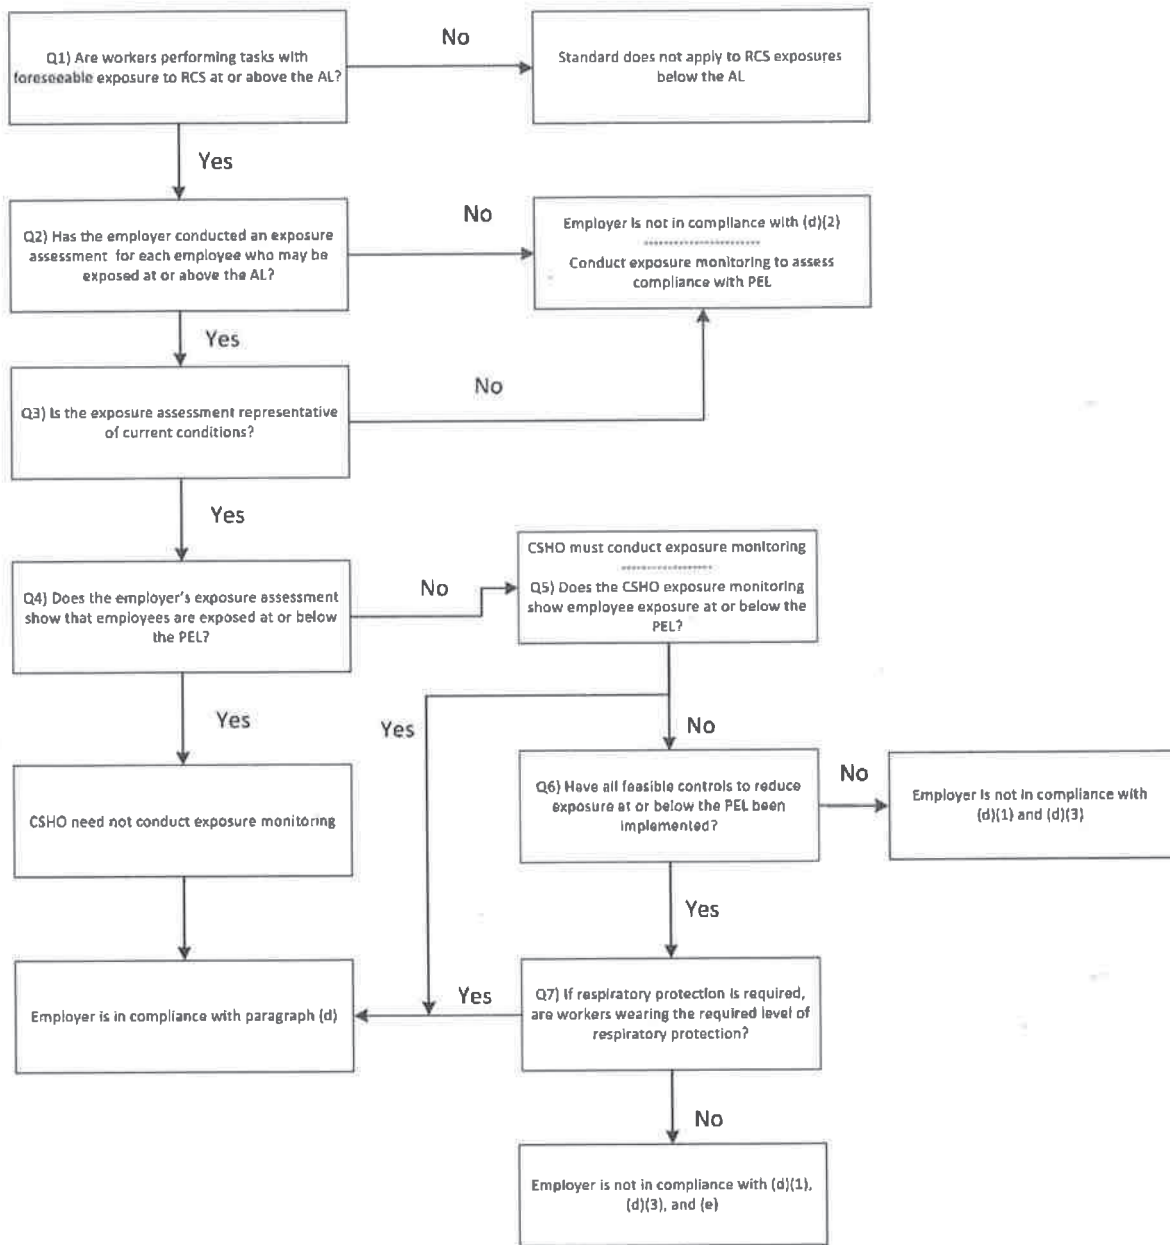 Q1) Are workers performing tasks with
foreseeable exposure to RCS at or above the AL?
No
Standard does not apply to RCS exposures
below the AL
Yes
Q2) Has the employer conducted an exposure
assessment for each employee who may be
exposed at or above the AL?
No
Employer is not in compliance with (d)(2)
--------------------
Conduct exposure monitoring to assess
compliance with PEL
Yes
Q3) Is the exposure assessment representative
of current conditions?
No
Yes
Q4) Does the employer's exposure assessment
show that employees are exposed at or below
the PEL?
No
CSHO must conduct exposure monitoring
--------------------
Q5) Does the CSHO exposure monitoring
show employee exposure at or below the
PEL?
Yes
Yes
No
CSHO need not conduct exposure monitoring
Q6) Have all feasible controls to reduce
exposure at or below the PEL been
implemented?
No
Employer is not in compliance with
(d)(1) and (d)(3)
Yes
Employer is in compliance with paragraph (d)
Yes
Q7) If respiratory protection is required,
are workers wearing the required level of
respiratory protection?
No
Employer is not in compliance with (d)(1),
(d)(3), and (e)